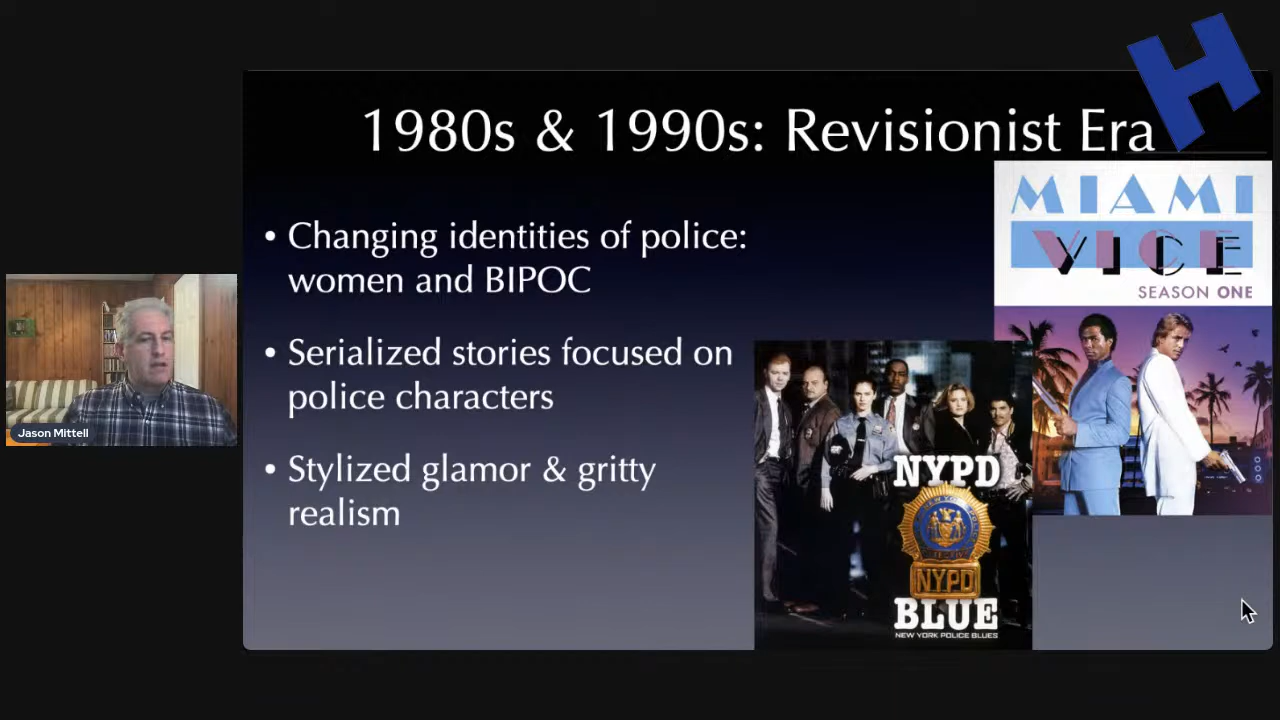 H
1980s & 1990s: Revisionist Era
• Changing identities of police:
women and BIPOC
• Serialized stories focused on
police characters
• Stylized glamor & gritty
realism
MIAMI
VICE
SEASON ONE
NYPD
NYPD
BLUE
NEW YORK POLICE BLUES
Jason Mittell